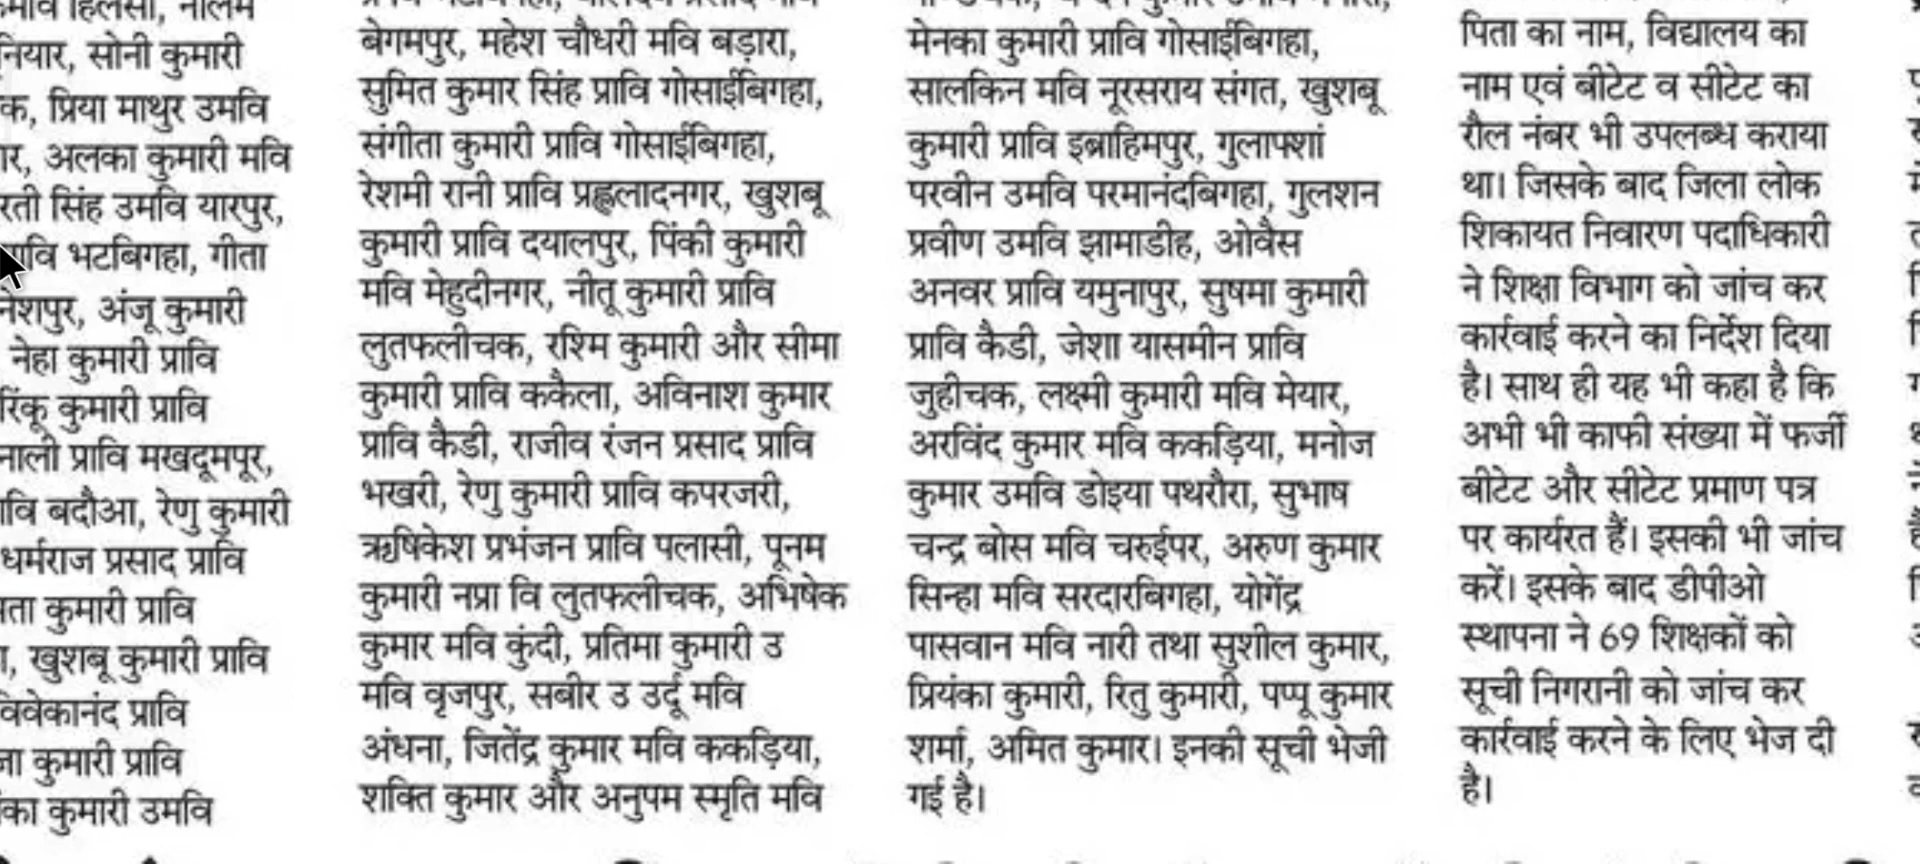 हिलसा, नीलम
सोनी कुमारी
प्रिया माथुर उमवि
अलका कुमारी मवि
सिंह उमवि यारपुर,
भटबिगहा, गीता
अंजू कुमारी
नेहा कुमारी प्रावि
रिंकू कुमारी प्रावि
प्रावि मखदूमपूर,
बदौआ, रेणु कुमारी
धर्मराज प्रसाद प्रावि
कुमारी प्रावि
खुशबू कुमारी प्रावि
विवेकानंद प्रावि
कुमारी प्रावि
कुमारी उमवि
बेगमपुर, महेश चौधरी मवि बड़ारा,
सुमित कुमार सिंह प्रावि गोसाईबिगहा,
संगीता कुमारी प्रावि गोसाईबिगहा,
रेशमी रानी प्रावि प्रह्ललादनगर, खुशबू
कुमारी प्रावि दयालपुर, पिंकी कुमारी
मवि मेहुदीनगर, नीतू कुमारी प्रावि
लुतफलीचक, रश्मि कुमारी और सीमा
कुमारी प्रावि ककैला, अविनाश कुमार
प्रावि कैडी, राजीव रंजन प्रसाद प्रावि
भखरी, रेणु कुमारी प्रावि कपरजरी,
ऋषिकेश प्रभंजन प्रावि पलासी, पूनम
कुमारी नप्रा वि लुतफलीचक, अभिषेक
कुमार मवि कुंदी, प्रतिमा कुमारी उ
मवि वृजपुर, सबीर उ उर्दू मवि
अंधना, जितेंद्र कुमार मवि ककड़िया,
शक्ति कुमार और अनुपम स्मृति मवि
मेनका कुमारी प्रावि गोसाईबिगहा,
सालकिन मवि नूरसराय संगत, खुशबू
कुमारी प्रावि इब्राहिमपुर, गुलाफ्शां
परवीन उमवि परमानंदबिगहा, गुलशन
प्रवीण उमवि झामाडीह, ओवैस
अनवर प्रावि यमुनापुर, सुषमा कुमारी
प्रावि कैडी, जेशा यासमीन प्रावि
जुहीचक, लक्ष्मी कुमारी मवि मेयार,
अरविंद कुमार मवि ककड़िया, मनोज
कुमार उमवि डोइया पथरौरा, सुभाष
चन्द्र बोस मवि चरुईपर, अरुण कुमार
सिन्हा मवि सरदारबिगहा, योगेंद्र
पासवान मवि नारी तथा सुशील कुमार,
प्रियंका कुमारी, रितु कुमारी, पप्पू कुमार
शर्मा, अमित कुमार। इनकी सूची भेजी
गई है।
पिता का नाम, विद्यालय का
नाम एवं बीटेट व सीटेट का
रौल नंबर भी उपलब्ध कराया
था। जिसके बाद जिला लोक
शिकायत निवारण पदाधिकारी
ने शिक्षा विभाग को जांच कर
कार्रवाई करने का निर्देश दिया
है। साथ ही यह भी कहा है कि
अभी भी काफी संख्या में फर्जी
बीटेट और सीटेट प्रमाण पत्र
पर कार्यरत हैं। इसकी भी जांच
करें। इसके बाद डीपीओ
स्थापना ने 69 शिक्षकों को
सूची निगरानी को जांच कर
कार्रवाई करने के लिए भेज दी
है।